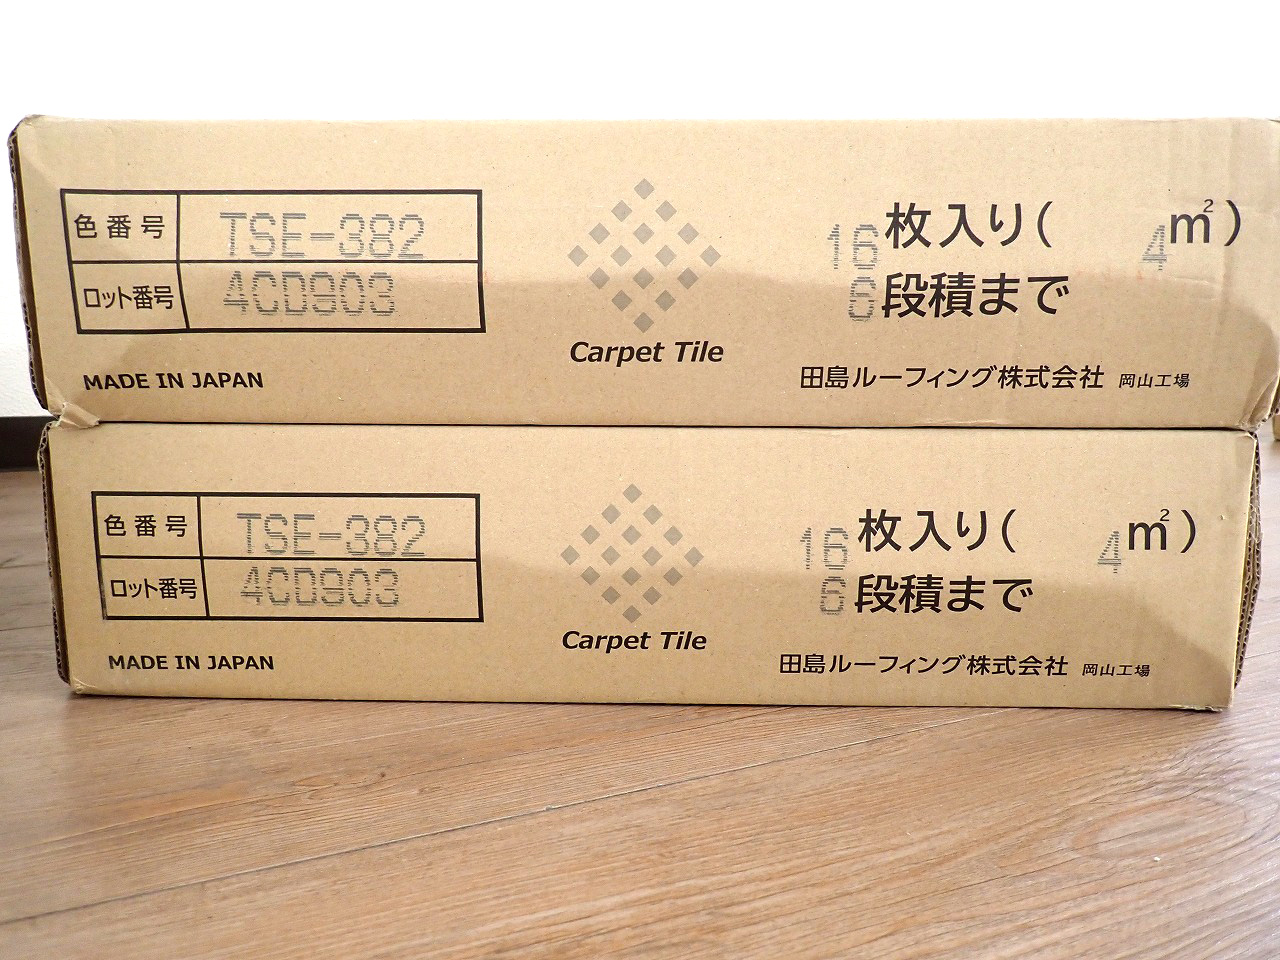 色番号 TSE-382
ロット番号 4CD903
MADE IN JAPAN
Carpet Tile
16枚入り( 4㎡)
6段積まで
田島ルーフィング株式会社 岡山工場
色番号 TSE-382
ロット番号 4CD903
MADE IN JAPAN
Carpet Tile
16枚入り( 4㎡)
6段積まで
田島ルーフィング株式会社 岡山工場